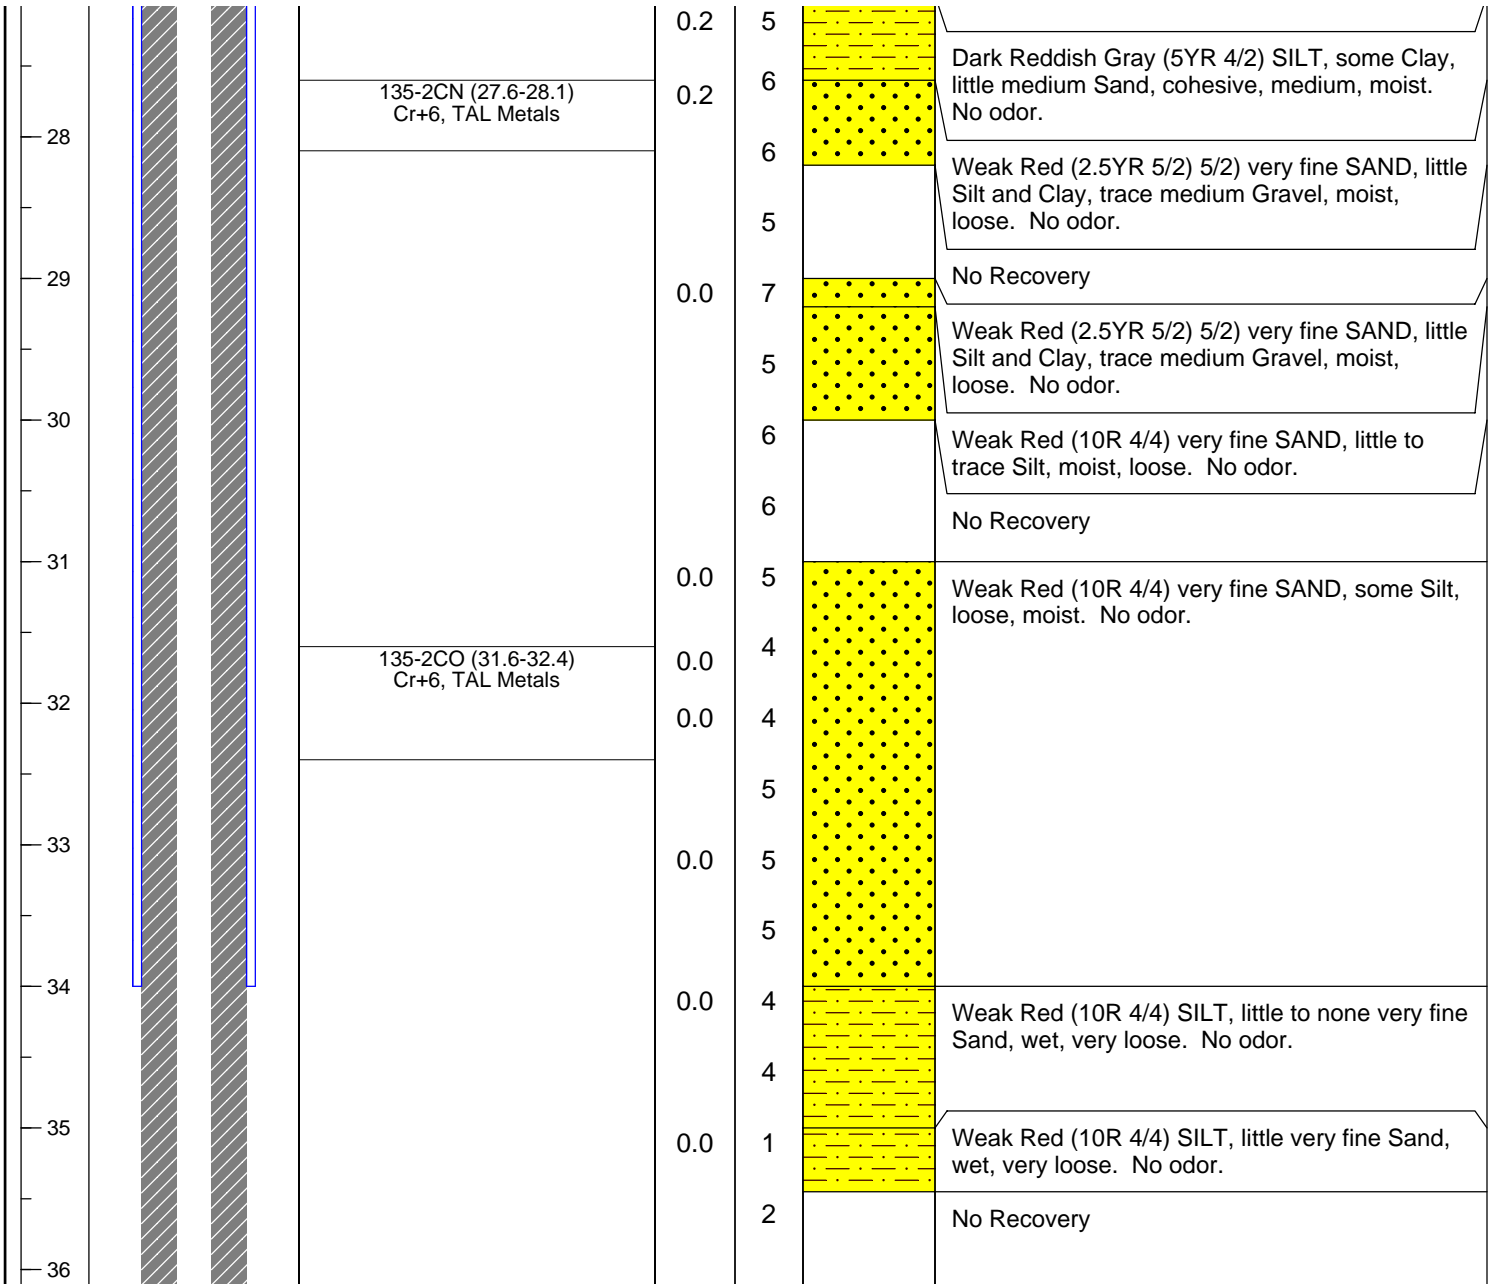 0.2 5
Dark Reddish Gray (5YR 4/2) SILT, some Clay,
little medium Sand, cohesive, medium, moist.
No odor.
6
135-2CN (27.6-28.1)
Cr+6, TAL Metals
0.2
28
6
Weak Red (2.5YR 5/2) 5/2) very fine SAND, little
Silt and Clay, trace medium Gravel, moist,
loose.  No odor.
5
29
No Recovery
0.0 7
Weak Red (2.5YR 5/2) 5/2) very fine SAND, little
Silt and Clay, trace medium Gravel, moist,
loose.  No odor.
5
30
6
Weak Red (10R 4/4) very fine SAND, little to
trace Silt, moist, loose.  No odor.
6
No Recovery
31
0.0 5
Weak Red (10R 4/4) very fine SAND, some Silt,
loose, moist.  No odor.
4
135-2CO (31.6-32.4)
Cr+6, TAL Metals
0.0
32
0.0 4
5
33
0.0 5
5
34
0.0 4
Weak Red (10R 4/4) SILT, little to none very fine
Sand, wet, very loose.  No odor.
4
35
0.0 1
Weak Red (10R 4/4) SILT, little very fine Sand,
wet, very loose.  No odor.
2
No Recovery
36